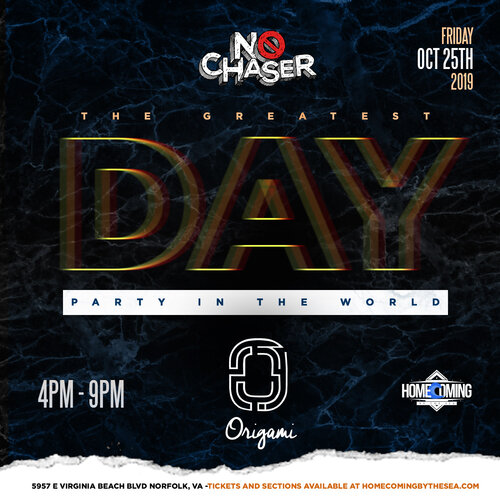 NO CHASER
FRIDAY
OCT 25TH
2019
THE GREATEST
DAY
PARTY IN THE WORLD
4PM - 9PM
Origami
HOMECOMING
5957 E VIRGINIA BEACH BLVD NORFOLK, VA -TICKETS AND SECTIONS AVAILABLE AT HOMECOMINGBYTHESEA.COM